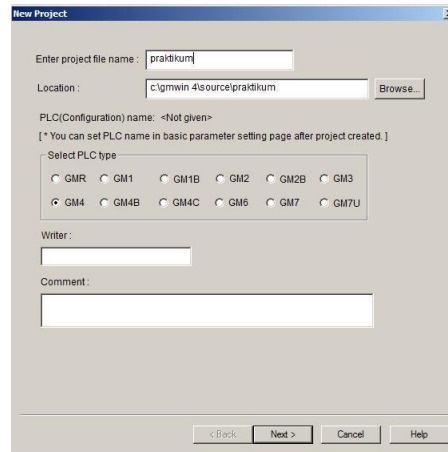 New Project
Enter project file name : praktikum
Location : c:\gmwin 4\source\praktikum Browse...
PLC(Configuration) name: <Not given>
[ * You can set PLC name in basic parameter setting page after project created. ]
Select PLC type
GMR GM1 GM1B GM2 GM2B GM3
GM4 GM4B GM4C GM6 GM7 GM7U
Writer :
Comment :
< Back Next > Cancel Help